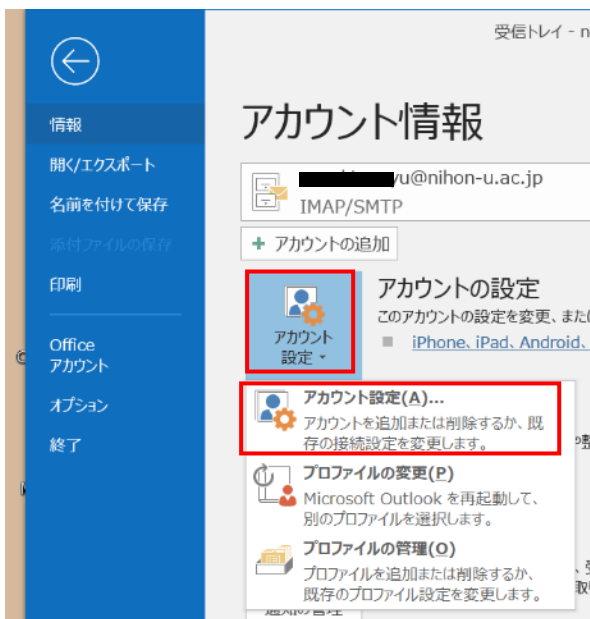 受信トレイ - n
アカウント情報
情報
開く/エクスポート
名前を付けて保存
添付ファイルの保存
印刷
Office
アカウント
オプション
終了
yu@nihon-u.ac.jp
IMAP/SMTP
+ アカウントの追加
アカウント
設定
アカウントの設定
このアカウントの設定を変更、また
iPhone、iPad、Android、
アカウント設定(A)...
アカウントを追加または削除するか、既
存の接続設定を変更します。
プロファイルの変更(P)
Microsoft Outlook を再起動して、
別のプロファイルを選択します。
プロファイルの管理(O)
プロファイルを追加または削除するか、
既存のプロファイル設定を変更します。
通知の管理